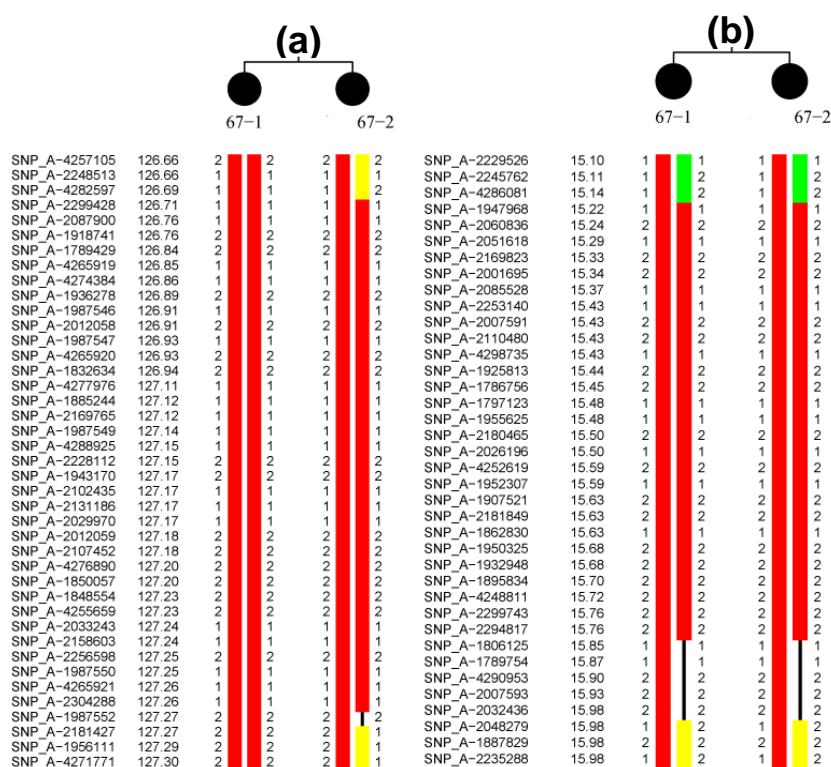 (a)
67−1 67−2
SNP_A−4257105 126.66 2 2 2 2
SNP_A−2248513 126.66 1 1 1 2
SNP_A−4282597 126.69 1 1 1 2
SNP_A−2299428 126.71 1 1 1 1
SNP_A−2087900 126.76 1 1 1 1
SNP_A−1918741 126.76 2 2 2 2
SNP_A−1789429 126.84 2 2 2 2
SNP_A−4265919 126.85 1 1 1 1
SNP_A−4274384 126.86 1 1 1 1
SNP_A−1936278 126.89 2 2 2 2
SNP_A−1987546 126.91 1 1 1 1
SNP_A−2012058 126.91 2 2 2 2
SNP_A−1987547 126.93 1 1 1 1
SNP_A−4265920 126.93 2 2 2 2
SNP_A−1832634 126.94 2 2 2 2
SNP_A−4277976 127.11 1 1 1 1
SNP_A−1885244 127.12 1 1 1 1
SNP_A−2169765 127.12 1 1 1 1
SNP_A−1987549 127.14 1 1 1 1
SNP_A−4288925 127.15 1 1 1 1
SNP_A−2228112 127.15 2 2 2 2
SNP_A−1943170 127.17 2 2 2 2
SNP_A−2102435 127.17 1 1 1 1
SNP_A−2131186 127.17 1 1 1 1
SNP_A−2029970 127.17 1 1 1 1
SNP_A−2012059 127.18 2 2 2 2
SNP_A−2107452 127.18 2 2 2 2
SNP_A−4276890 127.20 2 2 2 2
SNP_A−1850057 127.20 2 2 2 2
SNP_A−1848554 127.23 2 2 2 2
SNP_A−4255659 127.23 2 2 2 2
SNP_A−2033243 127.24 1 1 1 1
SNP_A−2158603 127.24 1 1 1 1
SNP_A−2256598 127.25 2 2 2 2
SNP_A−1987550 127.25 1 1 1 1
SNP_A−4265921 127.26 1 1 1 1
SNP_A−2304288 127.26 1 1 1 1
SNP_A−1987552 127.27 2 2 2 2
SNP_A−2181427 127.27 2 2 2 1
SNP_A−1956111 127.29 2 2 2 1
SNP_A−4271771 127.30 2 2 2 1
(b)
67−1 67−2
SNP_A−2229526 15.10 1 1 1 1
SNP_A−2245762 15.11 1 2 1 2
SNP_A−4286081 15.14 1 2 1 2
SNP_A−1947968 15.22 1 1 1 1
SNP_A−2060836 15.24 2 2 2 2
SNP_A−2051618 15.29 1 1 1 1
SNP_A−2169823 15.33 2 2 2 2
SNP_A−2001695 15.34 2 2 2 2
SNP_A−2085528 15.37 1 1 1 1
SNP_A−2253140 15.43 1 1 1 1
SNP_A−2007591 15.43 2 2 2 2
SNP_A−2110480 15.43 2 2 2 2
SNP_A−4298735 15.43 1 1 1 1
SNP_A−1925813 15.44 2 2 2 2
SNP_A−1786756 15.45 2 2 2 2
SNP_A−1797123 15.48 1 1 1 1
SNP_A−1955625 15.48 1 1 1 1
SNP_A−2180465 15.50 2 2 2 2
SNP_A−2026196 15.50 1 1 1 1
SNP_A−4252619 15.59 2 2 2 2
SNP_A−1952307 15.59 1 1 1 1
SNP_A−1907521 15.63 2 2 2 2
SNP_A−2181849 15.63 2 2 2 2
SNP_A−1862830 15.63 1 1 1 1
SNP_A−1950325 15.68 2 2 2 2
SNP_A−1932948 15.68 2 2 2 2
SNP_A−1895834 15.70 2 2 2 2
SNP_A−4248811 15.72 2 2 2 2
SNP_A−2299743 15.76 2 2 2 2
SNP_A−2294817 15.76 2 2 2 2
SNP_A−1806125 15.85 1 1 1 1
SNP_A−1789754 15.87 1 1 1 1
SNP_A−4290953 15.90 2 2 2 2
SNP_A−2007593 15.93 2 2 2 2
SNP_A−2032436 15.98 2 2 2 2
SNP_A−2048279 15.98 1 2 1 2
SNP_A−1887829 15.98 2 2 2 2
SNP_A−2235288 15.98 1 2 1 2